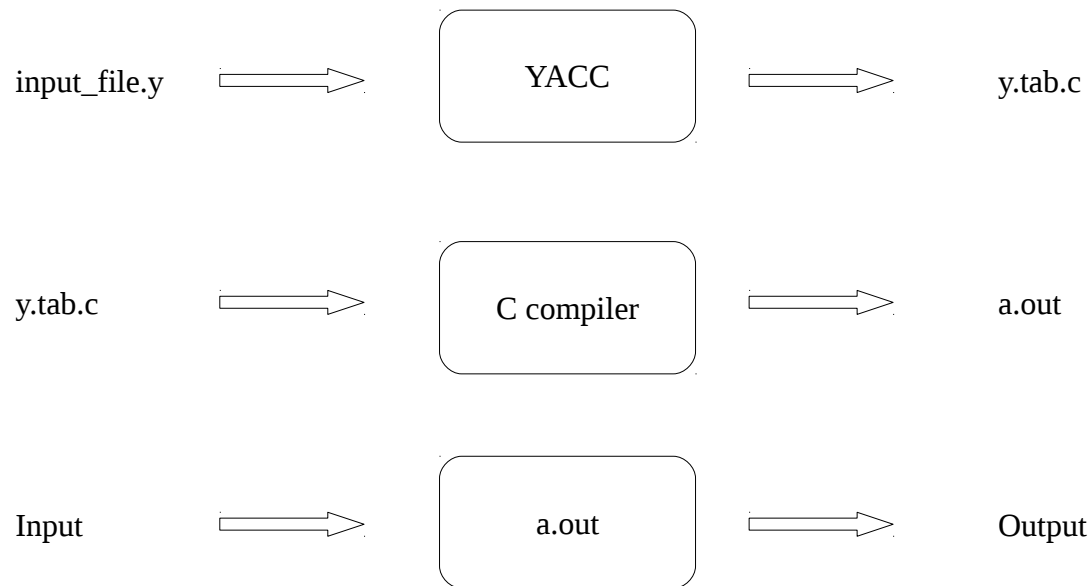 input_file.y
YACC
y.tab.c
y.tab.c
C compiler
a.out
Input
a.out
Output